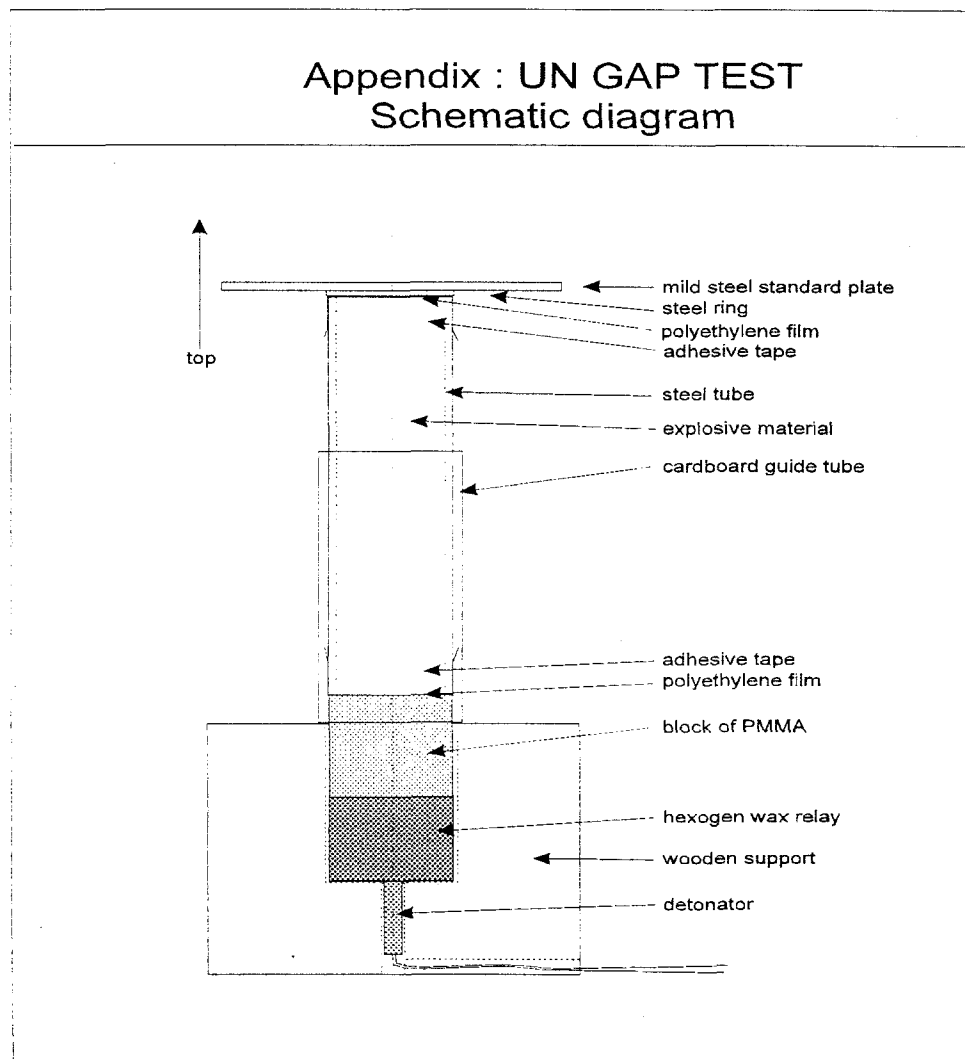 Appendix : UN GAP TEST
Schematic diagram
top
mild steel standard plate
steel ring
polyethylene film
adhesive tape
steel tube
explosive material
cardboard guide tube
adhesive tape
polyethylene film
block of PMMA
hexogen wax relay
wooden support
detonator